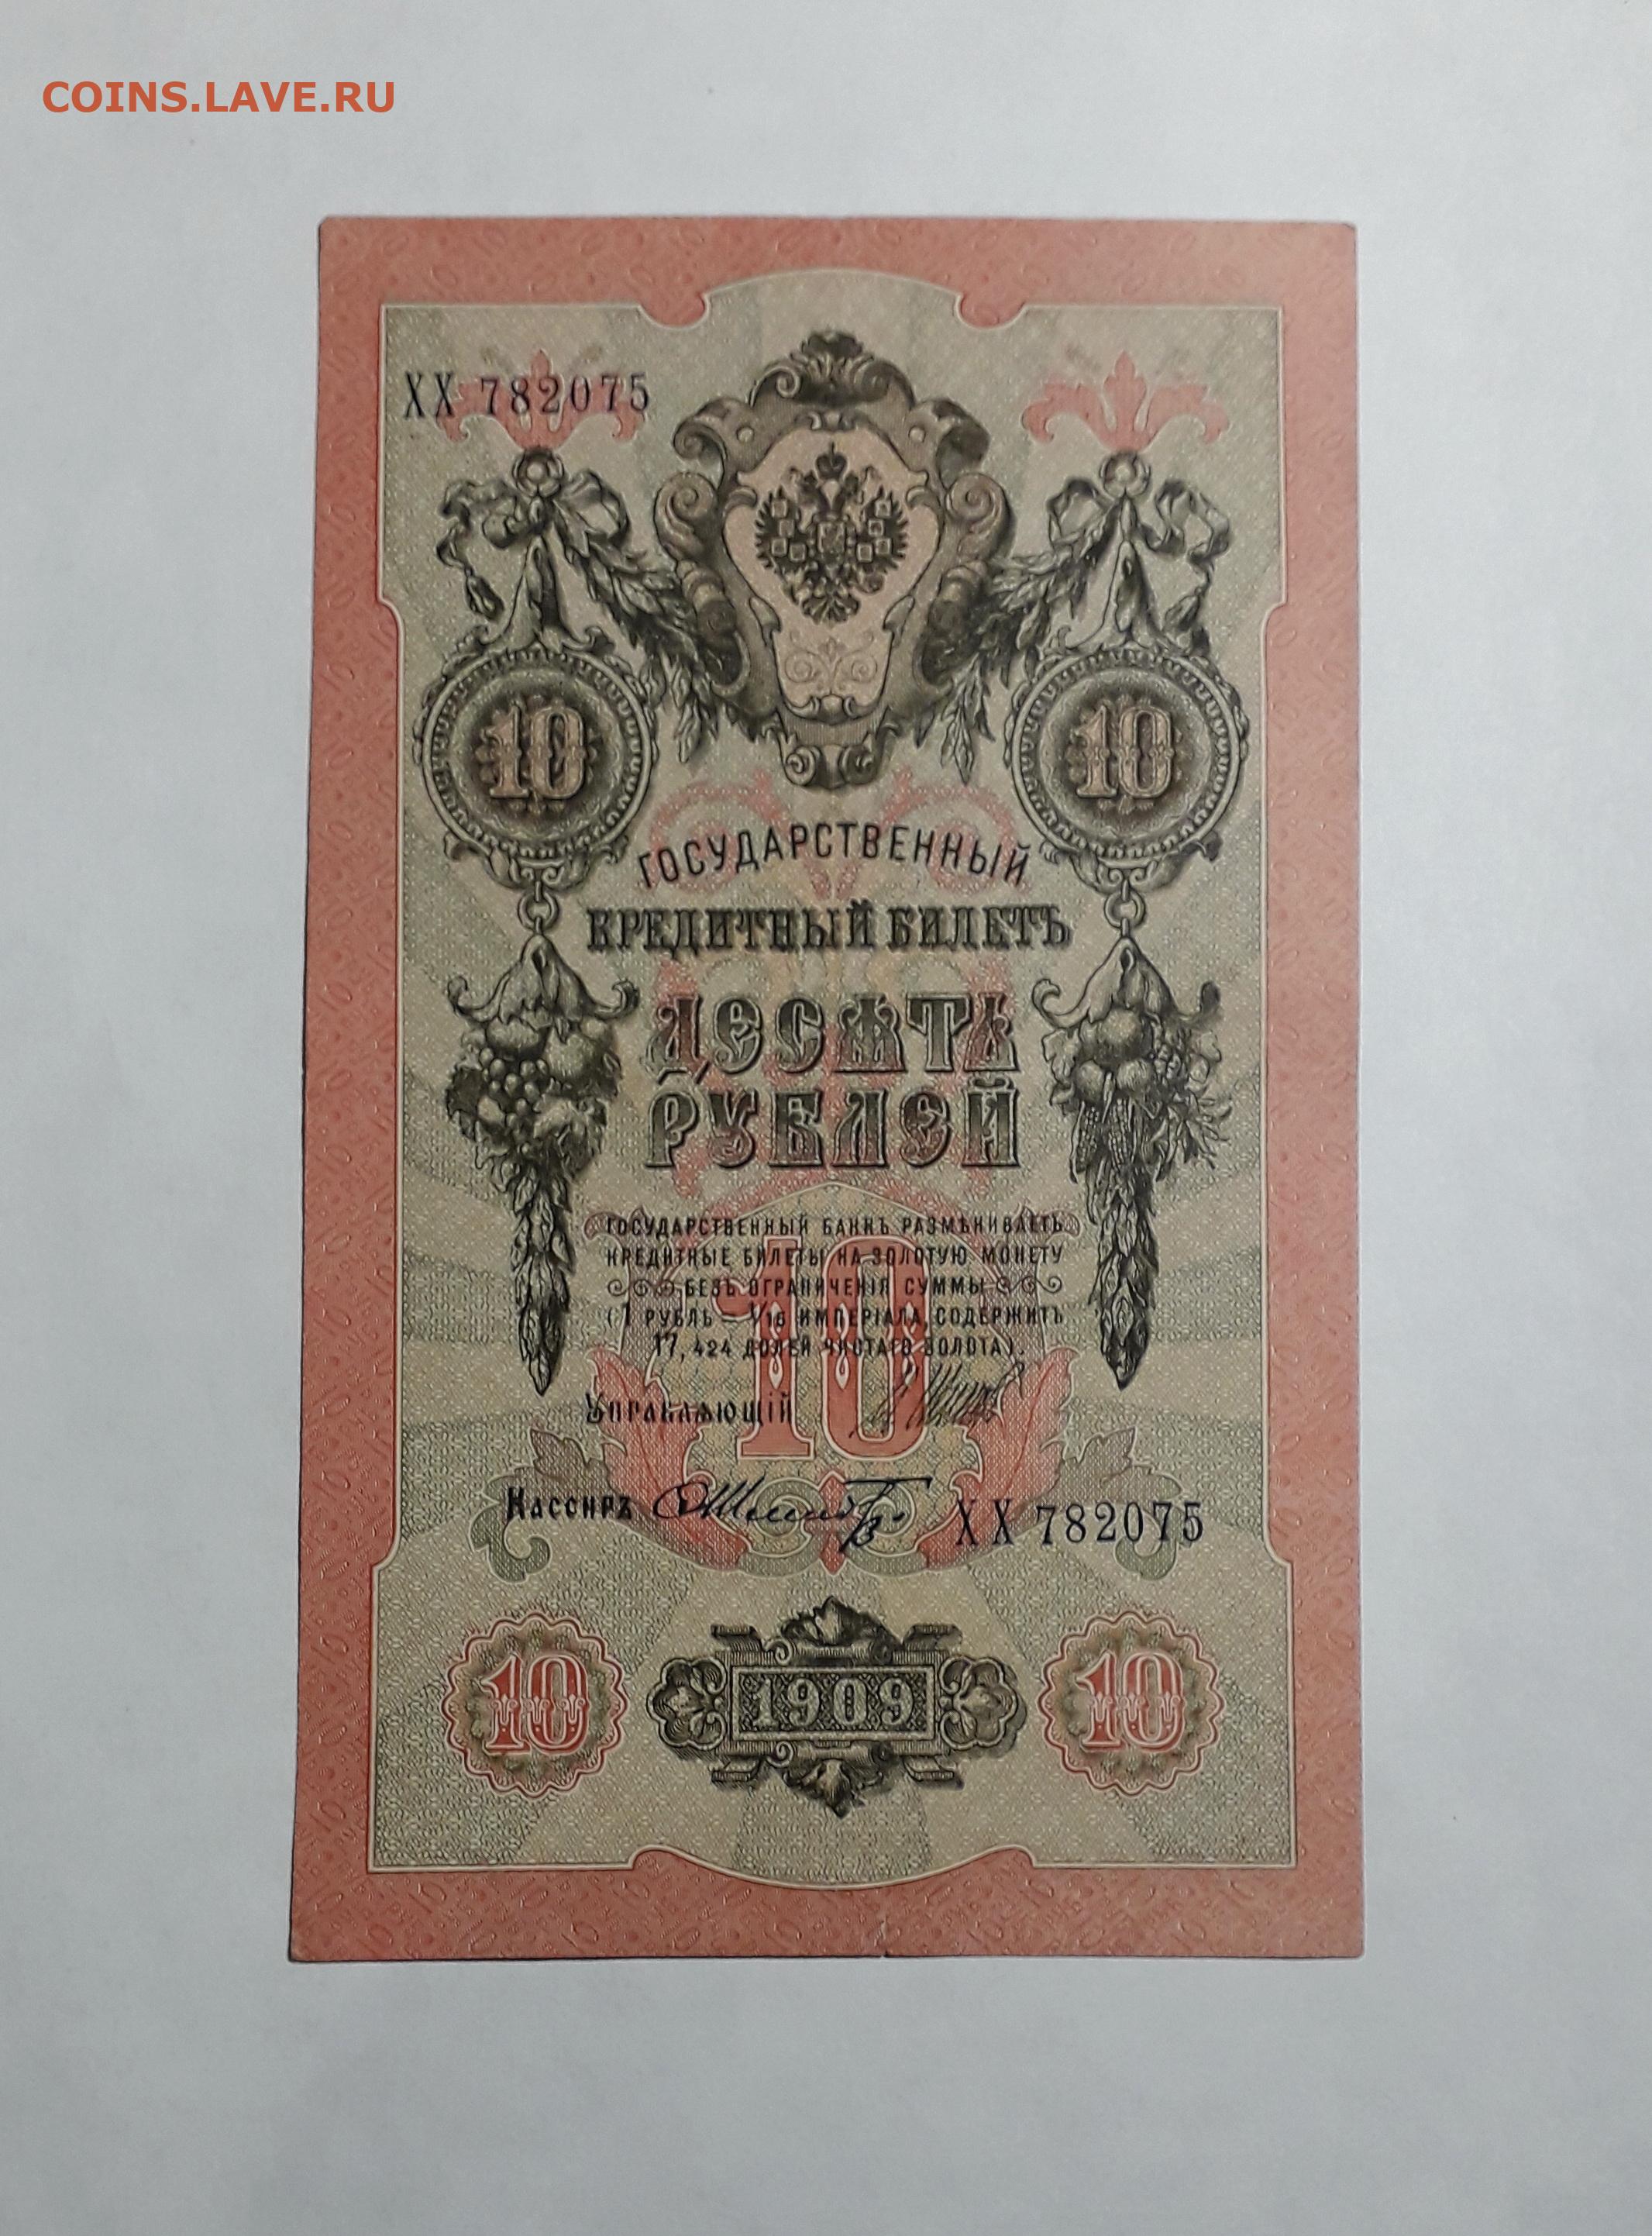 COINS.LAVE.RU
ХХ 782075
10 10
ГОСУДАРСТВЕННЫЙ
КРЕДИТНЫЙ БИЛЕТЪ
ДЕСЯТЬ
РУБЛЕЙ
ГОСУДАРСТВЕННЫЙ БАНКЪ РАЗМѢНИВАЕТЪ
КРЕДИТНЫЕ БИЛЕТЫ НА ЗОЛОТУЮ МОНЕТУ
БЕЗЪ ОГРАНИЧЕНІЯ СУММЫ
(1 РУБЛЬ = 1/15 ИМПЕРІАЛА, СОДЕРЖИТЪ
17,424 ДОЛЕЙ ЧИСТАГО ЗОЛОТА).
10
Управляющій
Кассиръ
ХХ 782075
10 1909 10